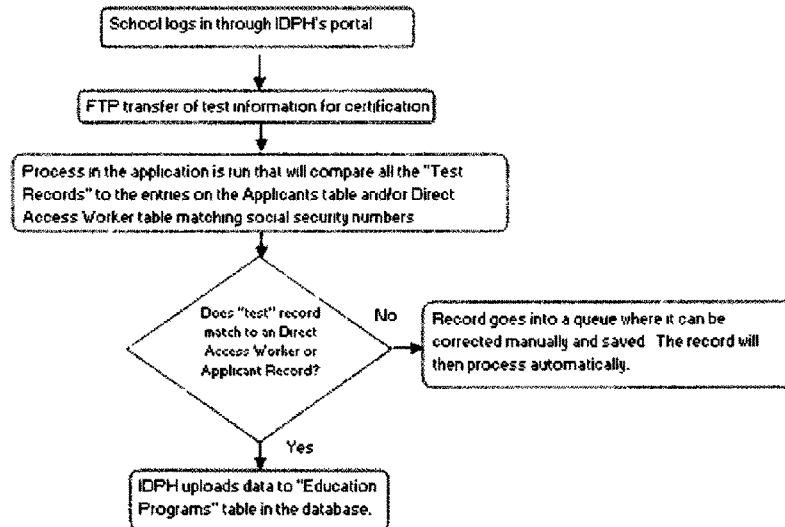 School logs in through IDPH's portal
FTP transfer of test information for certification
Process in the application is run that will compare all the "Test
Records" to the entries on the Applicants table and/or Direct
Access Worker table matching social security numbers
Does "test" record
match to an Direct
Access Worker or
Applicant Record?
No
Record goes into a queue where it can be
corrected manually and saved The record will
then process automatically.
Yes
IDPH uploads data to "Education
Programs" table in the database.